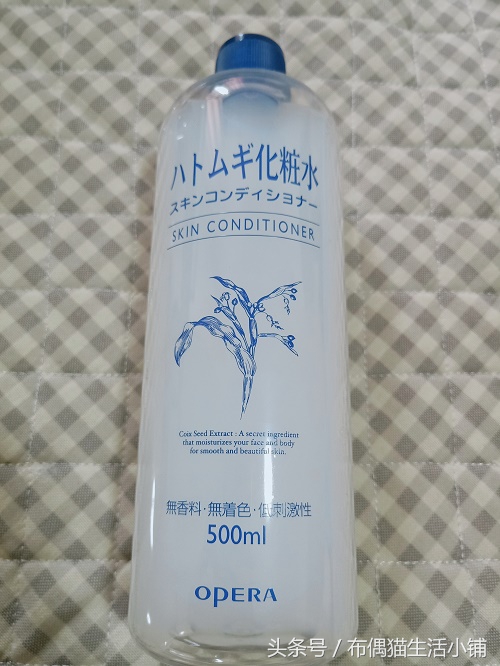 ハトムギ化粧水
スキンコンディショナー
SKIN CONDITIONER
Coix Seed Extract : A secret ingredient
that moisturizes your face and body
for smooth and beautiful skin.
無香料・無着色・低刺激性
500ml
OPERA
头条号 / 布偶猫生活小铺